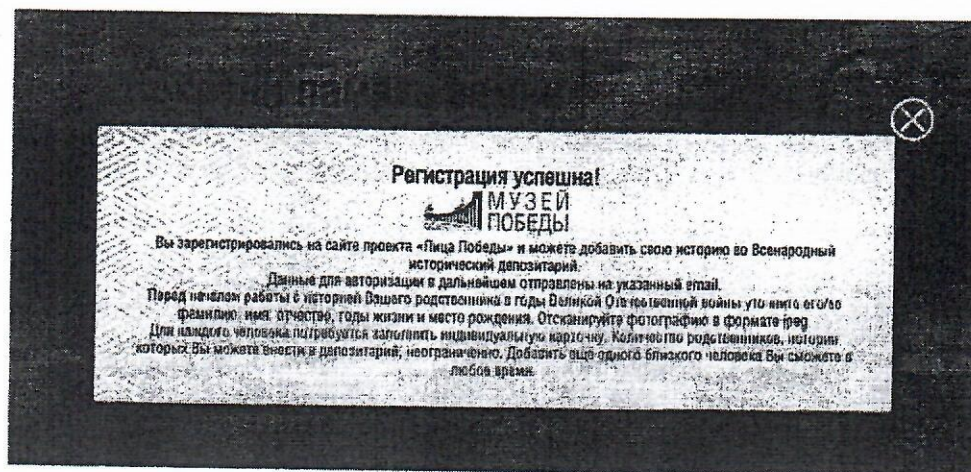 Регистрация успешна!
МУЗЕЙ
ПОБЕДЫ
Вы зарегистрировались на сайте проекта «Лица Победы» и можете добавить свою историю во Всенародный
исторический депозитарий.
Данные для авторизации в дальнейшем отправлены на указанный email.
Перед началом работы с историей Вашего родственника в годы Великой Отечественной войны уточните его/ее
фамилию, имя, отчество, годы жизни и место рождения. Отсканируйте фотографию в формате jpeg
Для каждого человека потребуется заполнить индивидуальную карточку. Количество родственников, истории
которых Вы можете внести в депозитарий, неограничено. Добавить еще одного близкого человека Вы сможете в
любое время.